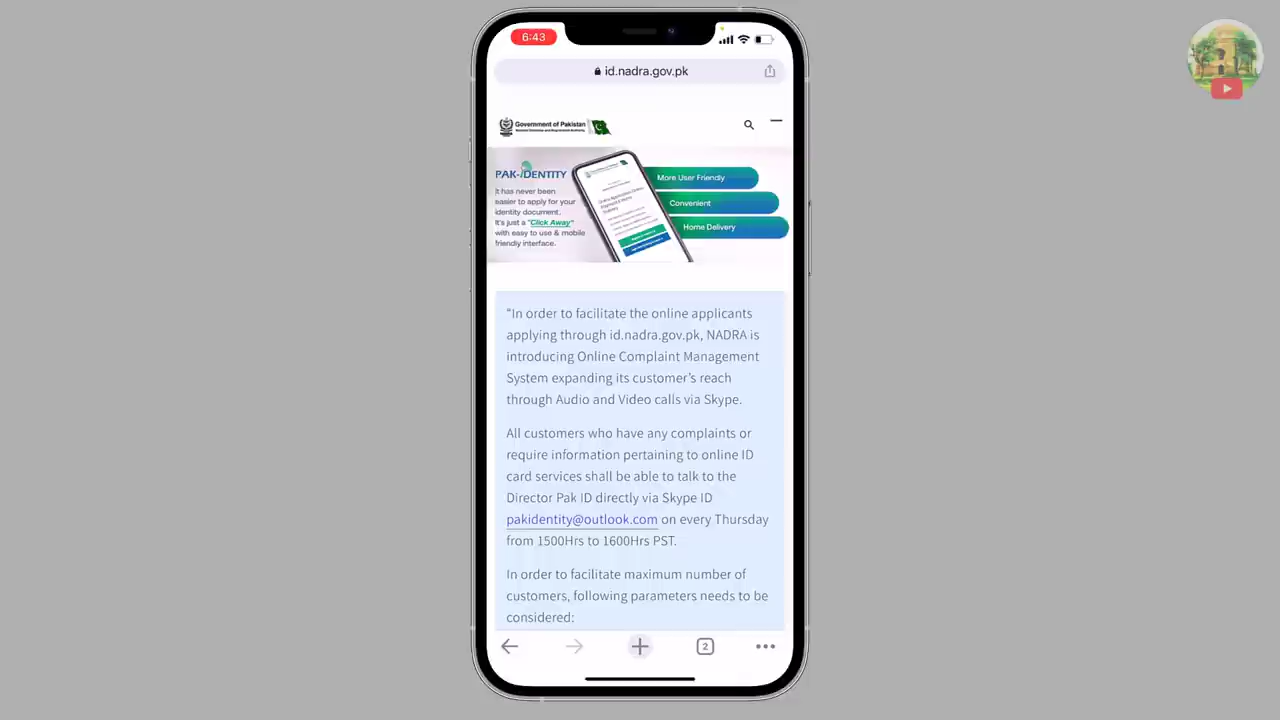 6:43
id.nadra.gov.pk
Government of Pakistan
PAK-IDENTITY
It has never been
easier to apply for your
identity document.
It's just a "Click Away"
with easy to use & mobile
friendly interface.
More User Friendly
Convenient
Home Delivery
“In order to facilitate the online applicants
applying through id.nadra.gov.pk, NADRA is
introducing Online Complaint Management
System expanding its customer’s reach
through Audio and Video calls via Skype.
All customers who have any complaints or
require information pertaining to online ID
card services shall be able to talk to the
Director Pak ID directly via Skype ID
pakidentity@outlook.com on every Thursday
from 1500Hrs to 1600Hrs PST.
In order to facilitate maximum number of
customers, following parameters needs to be
considered:
2